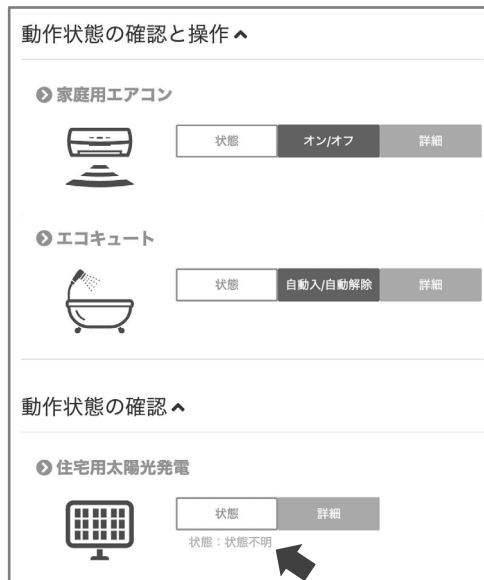 動作状態の確認と操作
家庭用エアコン
状態 オン/オフ 詳細
エコキュート
状態 自動入/自動解除 詳細
動作状態の確認
住宅用太陽光発電
状態 詳細
状態：状態不明